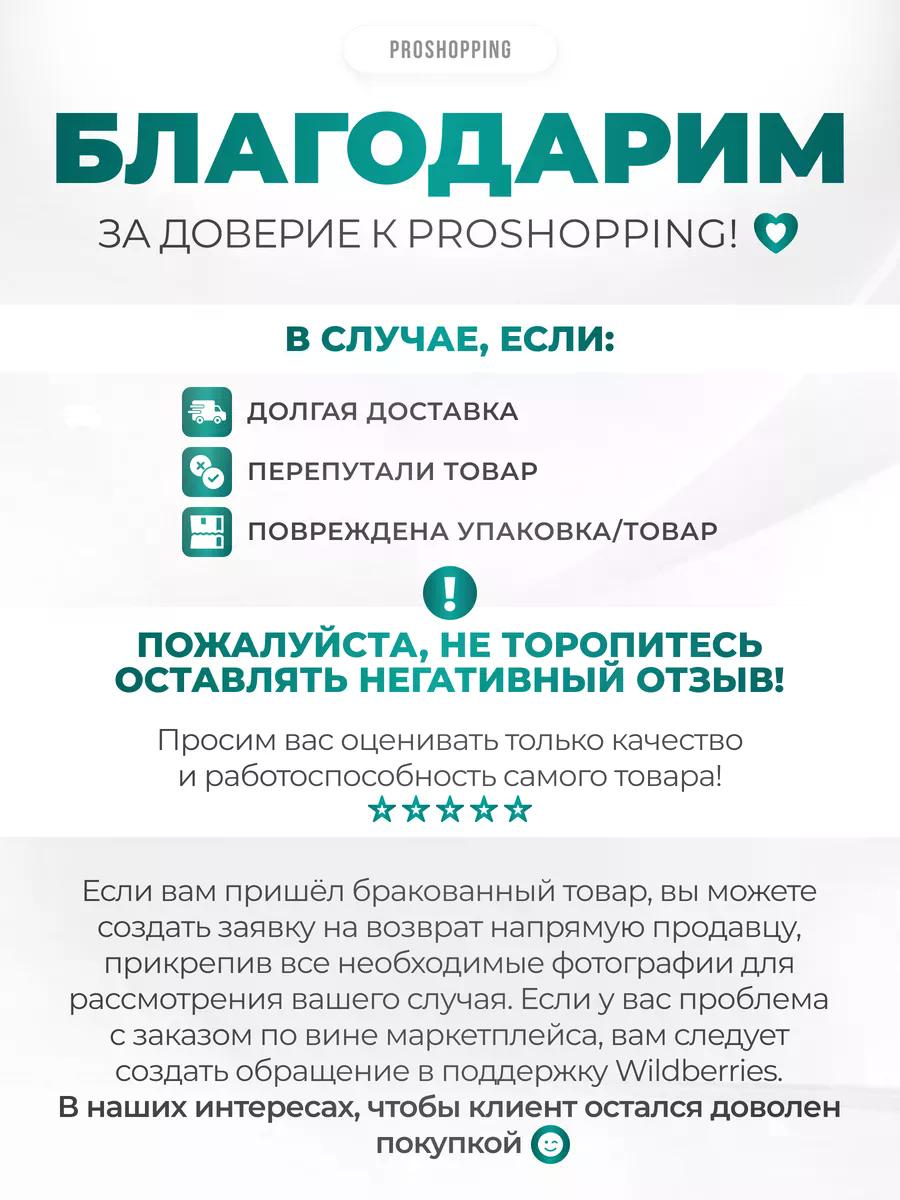 PROSHOPPING
БЛАГОДАРИМ
ЗА ДОВЕРИЕ К PROSHOPPING!
В СЛУЧАЕ, ЕСЛИ:
ДОЛГАЯ ДОСТАВКА
ПЕРЕПУТАЛИ ТОВАР
ПОВРЕЖДЕНА УПАКОВКА/ТОВАР
!
ПОЖАЛУЙСТА, НЕ ТОРОПИТЕСЬ
ОСТАВЛЯТЬ НЕГАТИВНЫЙ ОТЗЫВ!
Просим вас оценивать только качество
и работоспособность самого товара!
Если вам пришёл бракованный товар, вы можете
создать заявку на возврат напрямую продавцу,
прикрепив все необходимые фотографии для
рассмотрения вашего случая. Если у вас проблема
с заказом по вине маркетплейса, вам следует
создать обращение в поддержку Wildberries.
В наших интересах, чтобы клиент остался доволен
покупкой